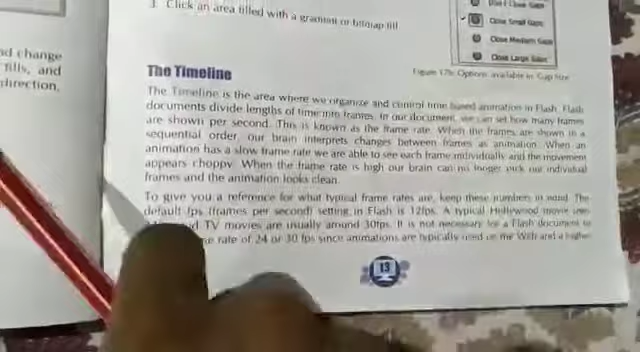 3. Click an area filled with a gradient or bitmap fill
Don't Close Gaps
Close Small Gaps
Close Medium Gaps
Close Large Gaps
Figure 17b: Options available in Gap Size
nd change
fills, and
direction,
The Timeline
The Timeline is the area where we organize and control time based animation in Flash. Flash
documents divide lengths of time into frames. In our document, we can set how many frames
are shown per second. This is known as the frame rate. When the frames are shown in a
sequential order, our brain interprets changes between frames as animation. When an
animation has a slow frame rate we are able to see each frame individually and the movement
appears choppy. When the frame rate is high our brain can no longer pick out individual
frames and the animation looks clean.
To give you a reference for what typical frame rates are, keep these numbers in mind. The
default fps (frames per second) setting in Flash is 12fps. A typical Hollywood movie uses
TV movies are usually around 30fps. It is not necessary for a Flash document to
rate of 24 or 30 fps since animations are typically used on the Web and a higher
13